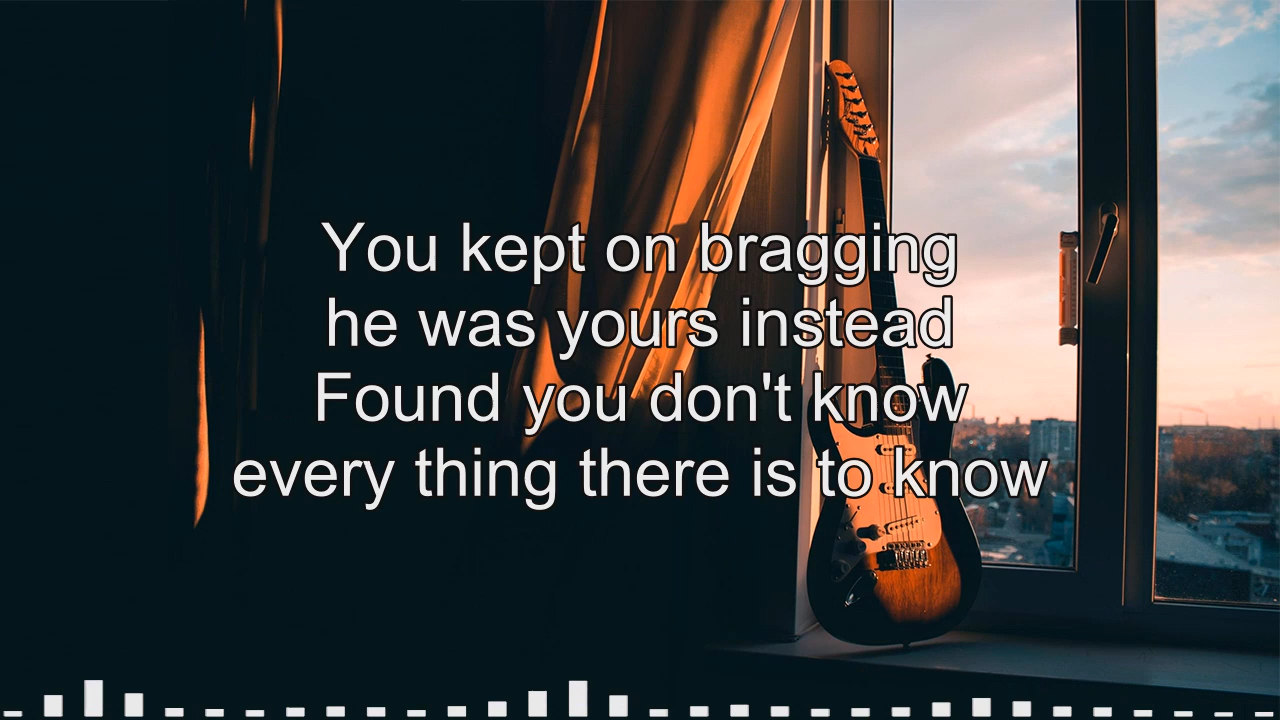 You kept on bragging
he was yours instead
Found you don't know
every thing there is to know